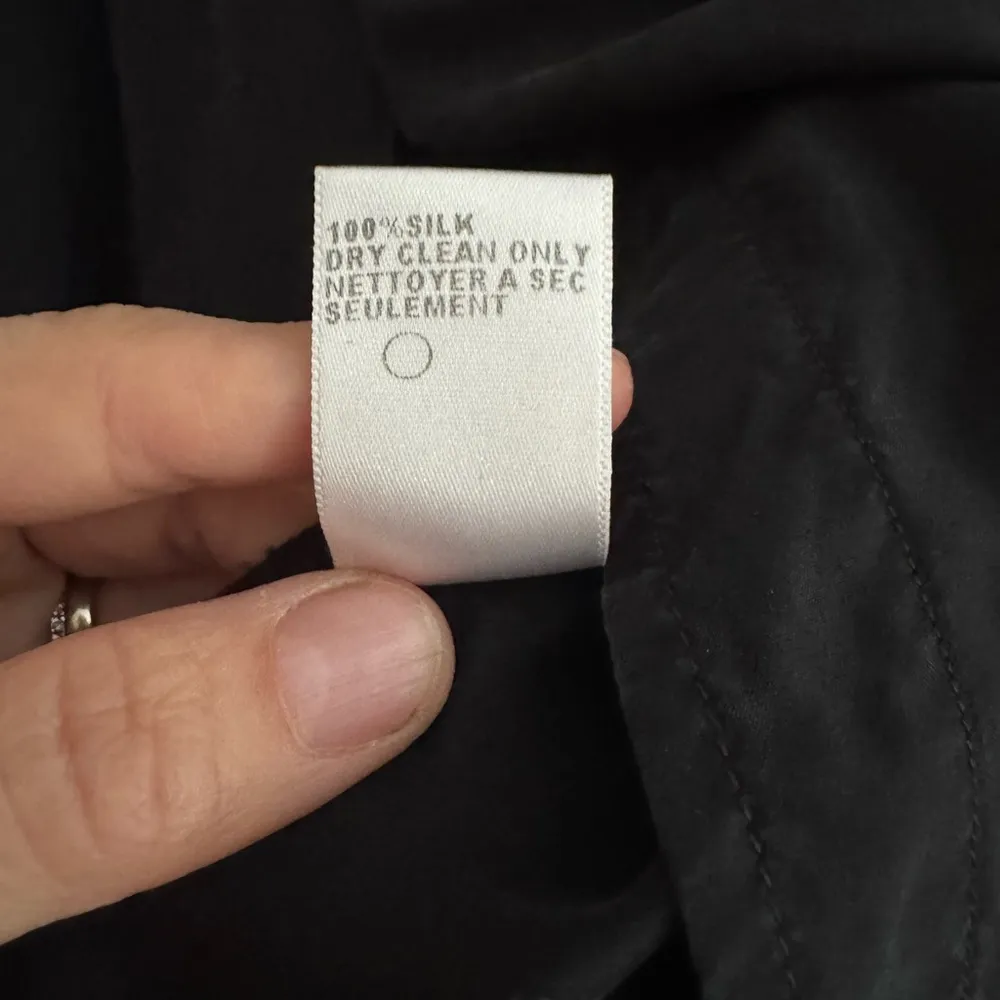 100%SILK
DRY CLEAN ONLY
NETTOYER A SEC
SEULEMENT